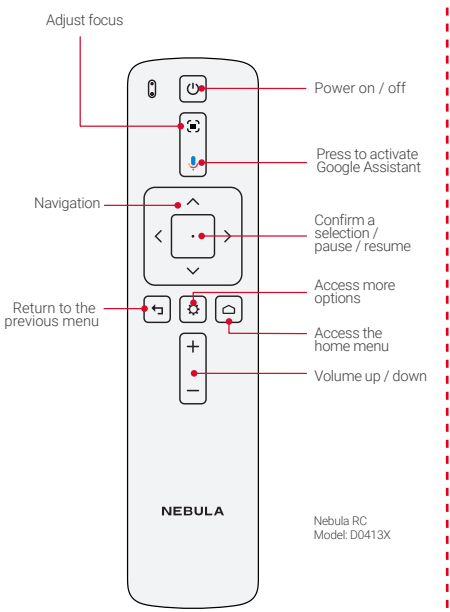 Adjust focus
Power on / off
Press to activate
Google Assistant
Navigation
Confirm a
selection /
pause / resume
Access more
options
Return to the
previous menu
Access the
home menu
Volume up / down
NEBULA
Nebula RC
Model: D0413X